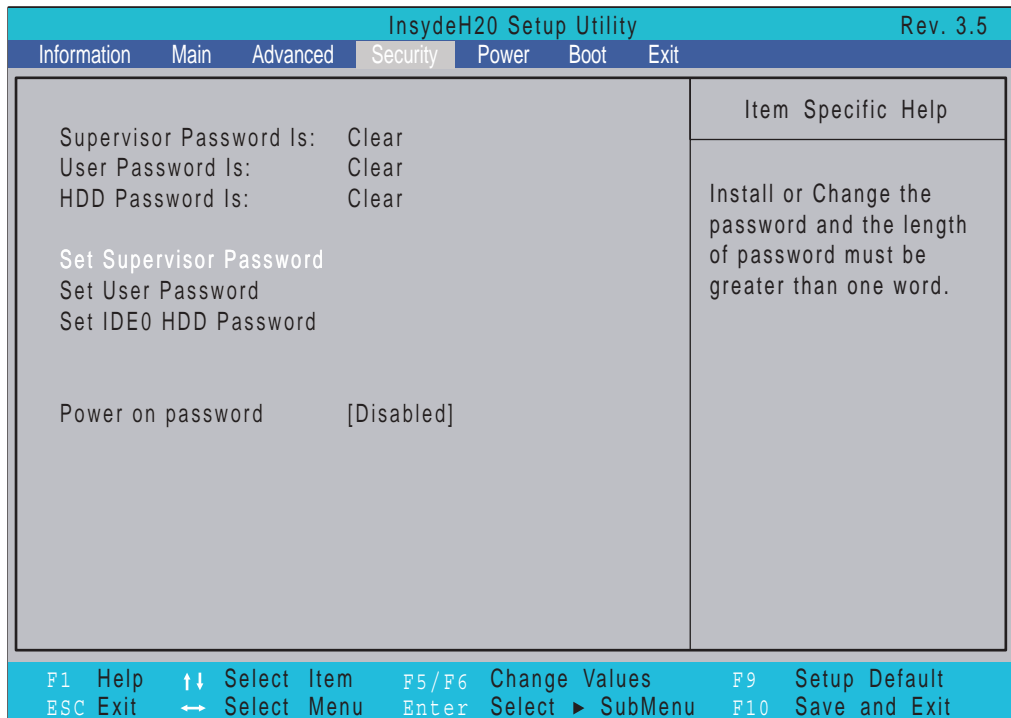 InsydeH20 Setup Utility Rev. 3.5
Information Main Advanced Security Power Boot Exit
Item Specific Help
Supervisor Password Is: Clear
User Password Is: Clear
HDD Password Is: Clear
Install or Change the
password and the length
of password must be
greater than one word.
Set Supervisor Password
Set User Password
Set IDE0 HDD Password
Power on password [Disabled]
F1 Help ↑↓ Select Item F5/F6 Change Values F9 Setup Default
ESC Exit ↔ Select Menu Enter Select ► SubMenu F10 Save and Exit